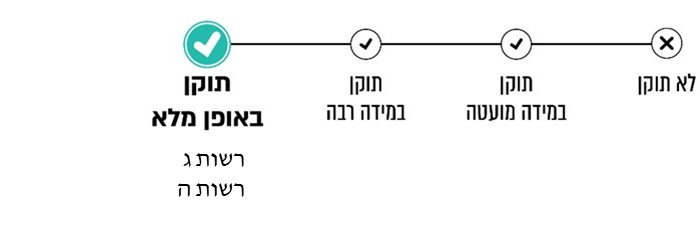 לא תוקן
תוקן
במידה מועטה
תוקן
במידה רבה
תוקן
באופן מלא
רשות ג
רשות ה